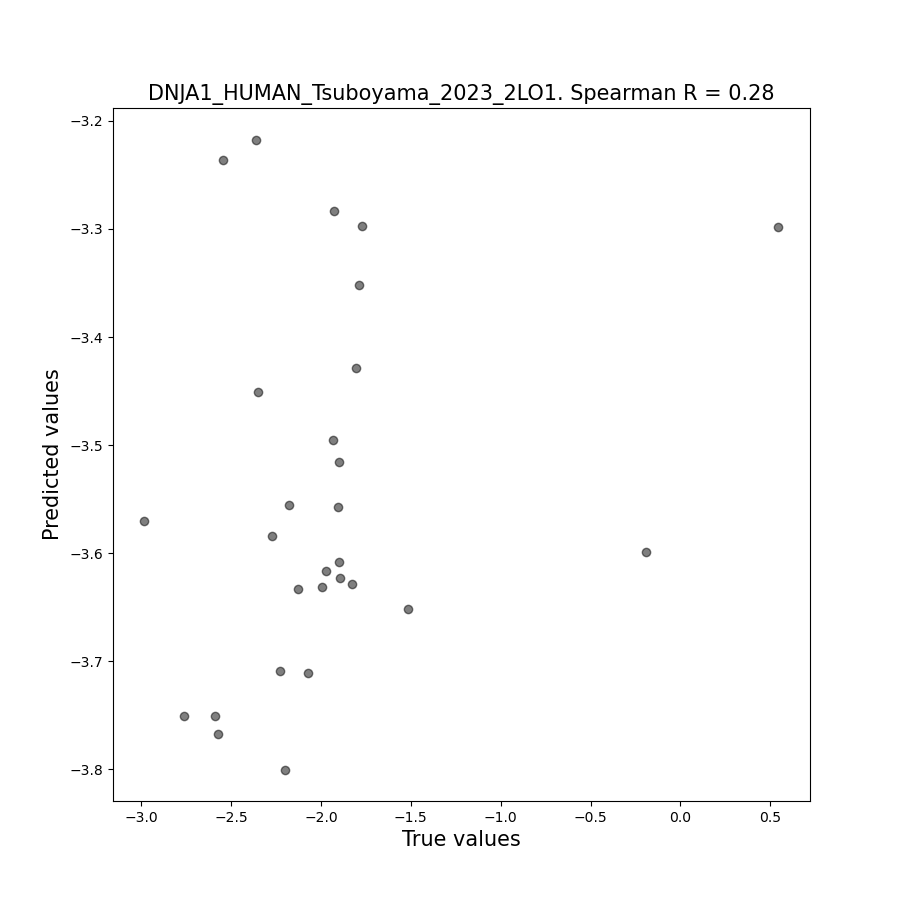 DNJA1_HUMAN_Tsuboyama_2023_2LO1. Spearman R = 0.28
−3.2
−3.3
−3.4
−3.5
−3.6
−3.7
−3.8
Predicted values
−3.0 −2.5 −2.0 −1.5 −1.0 −0.5 0.0 0.5
True values